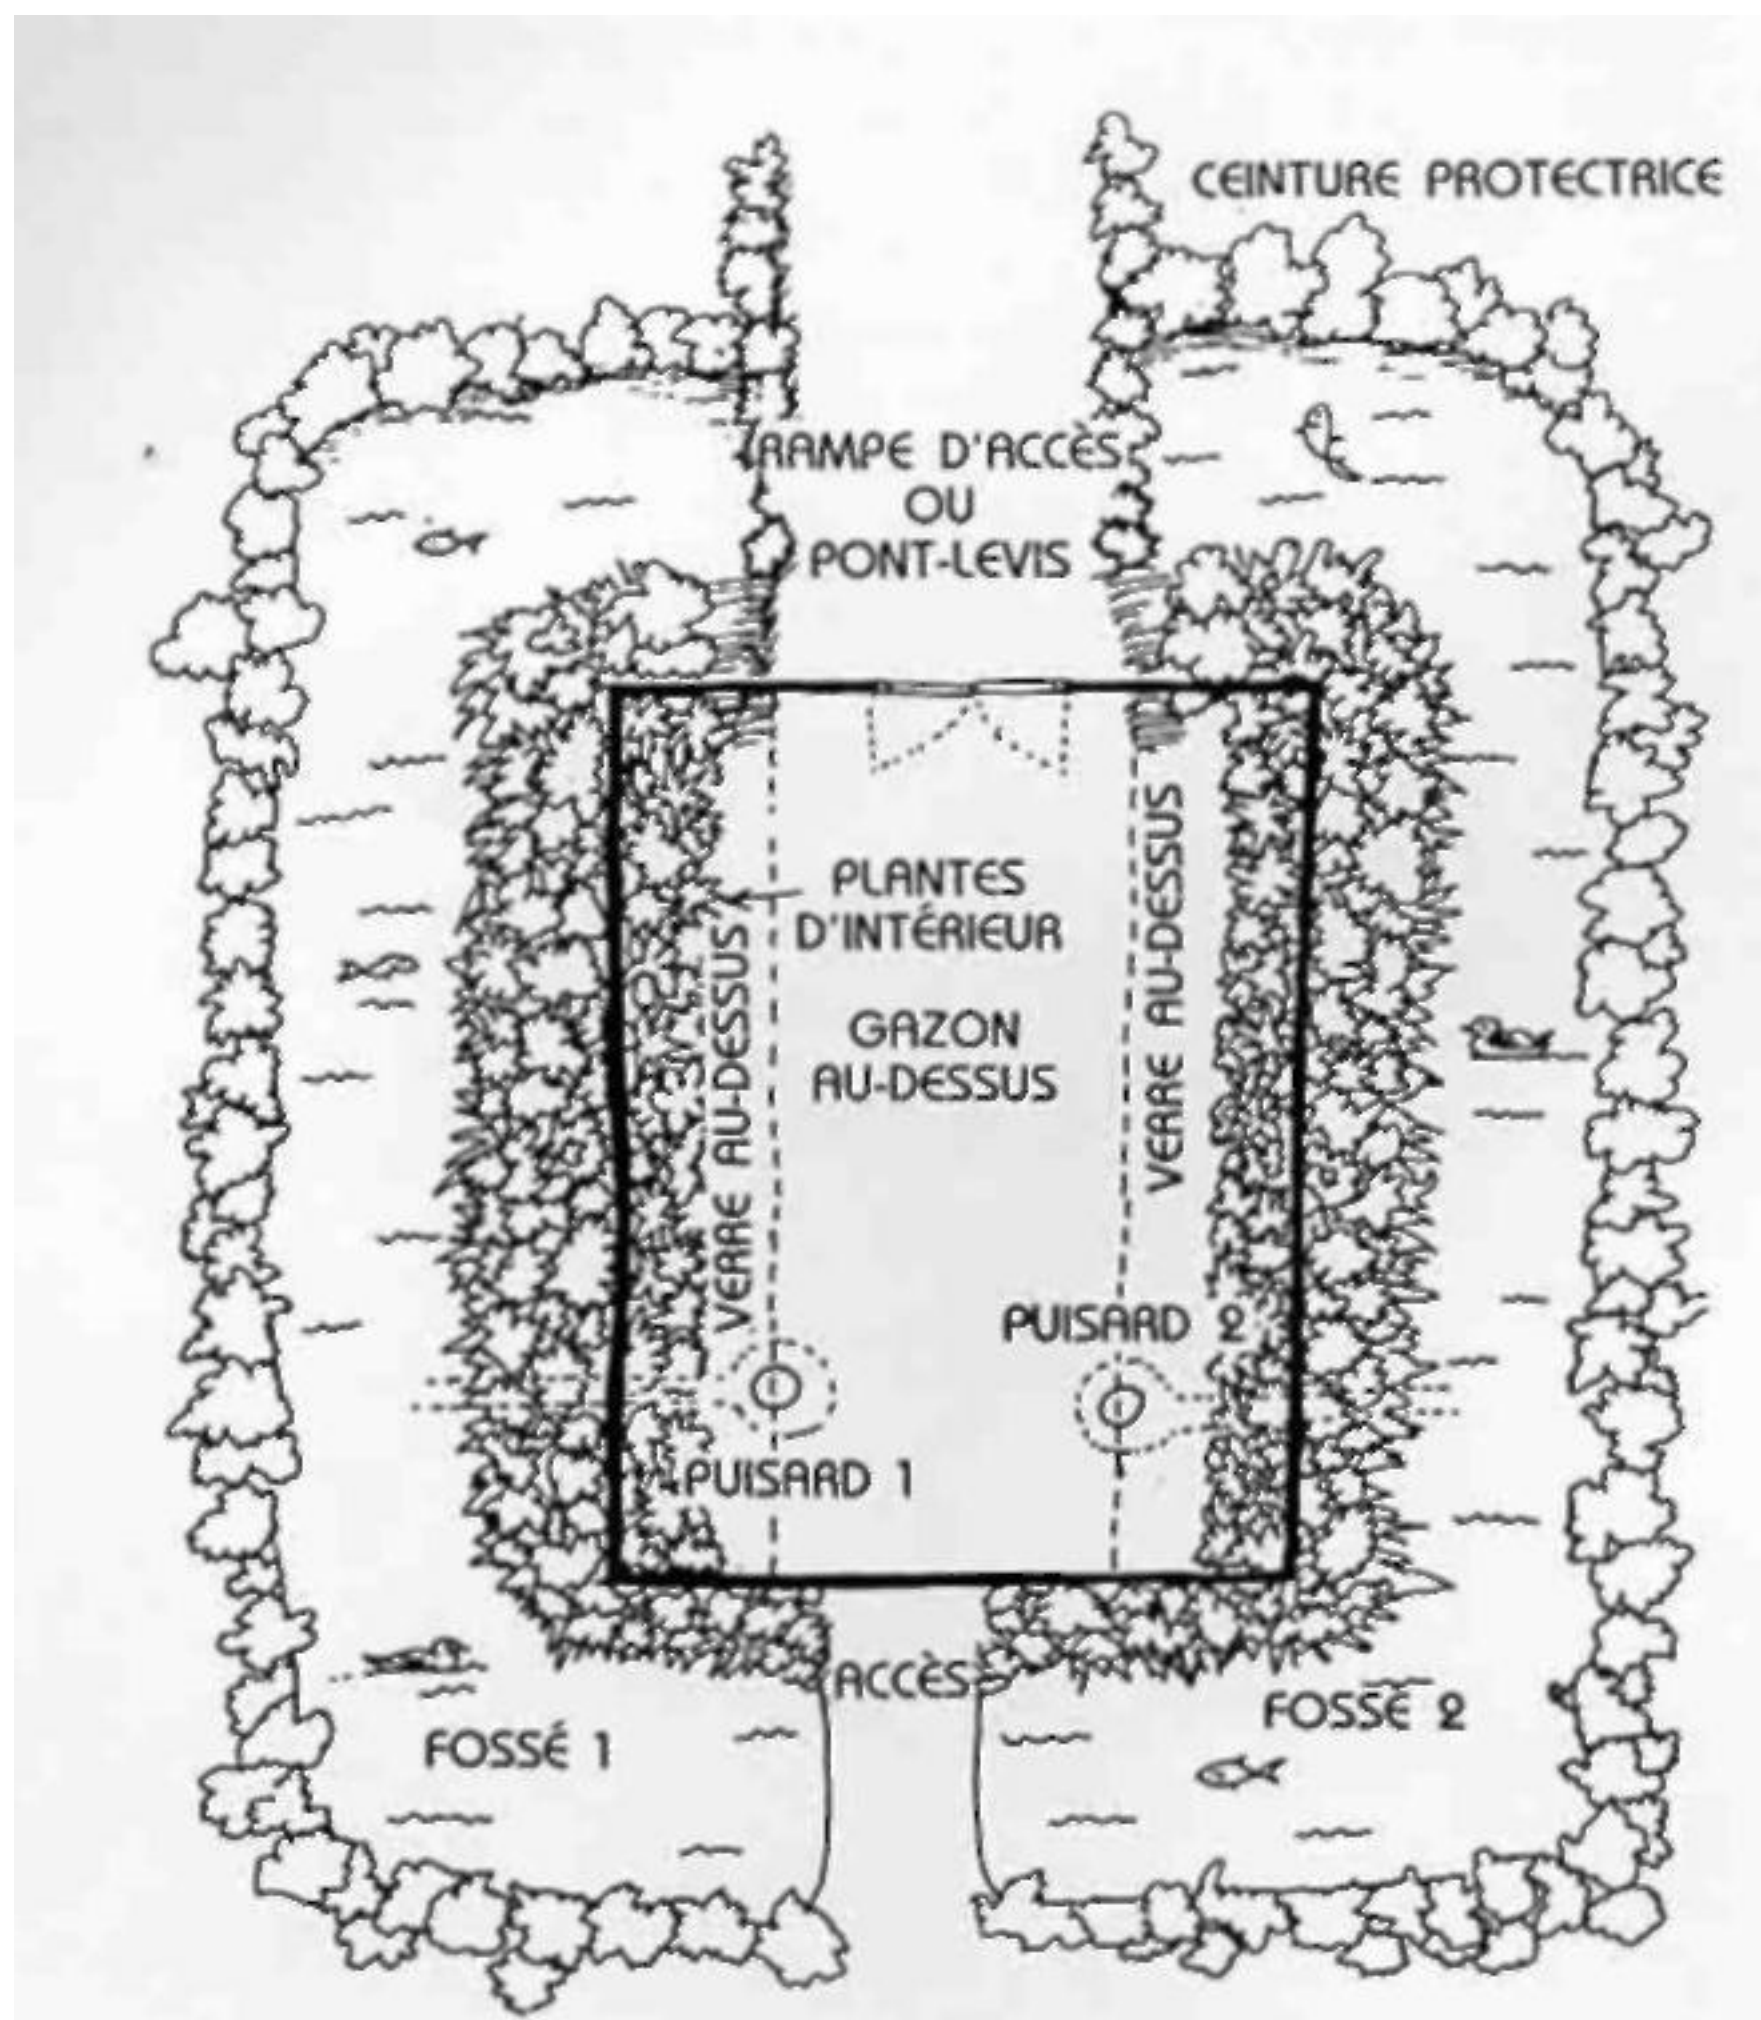 CEINTURE PROTECTRICE
RAMPE D'ACCÈS
OU
PONT-LEVIS
PLANTES
D'INTÉRIEUR
VERRE AU-DESSUS
VERRE AU-DESSUS
GAZON
AU-DESSUS
PUISARD 2
PUISARD 1
ACCÈS
FOSSÉ 1
FOSSÉ 2